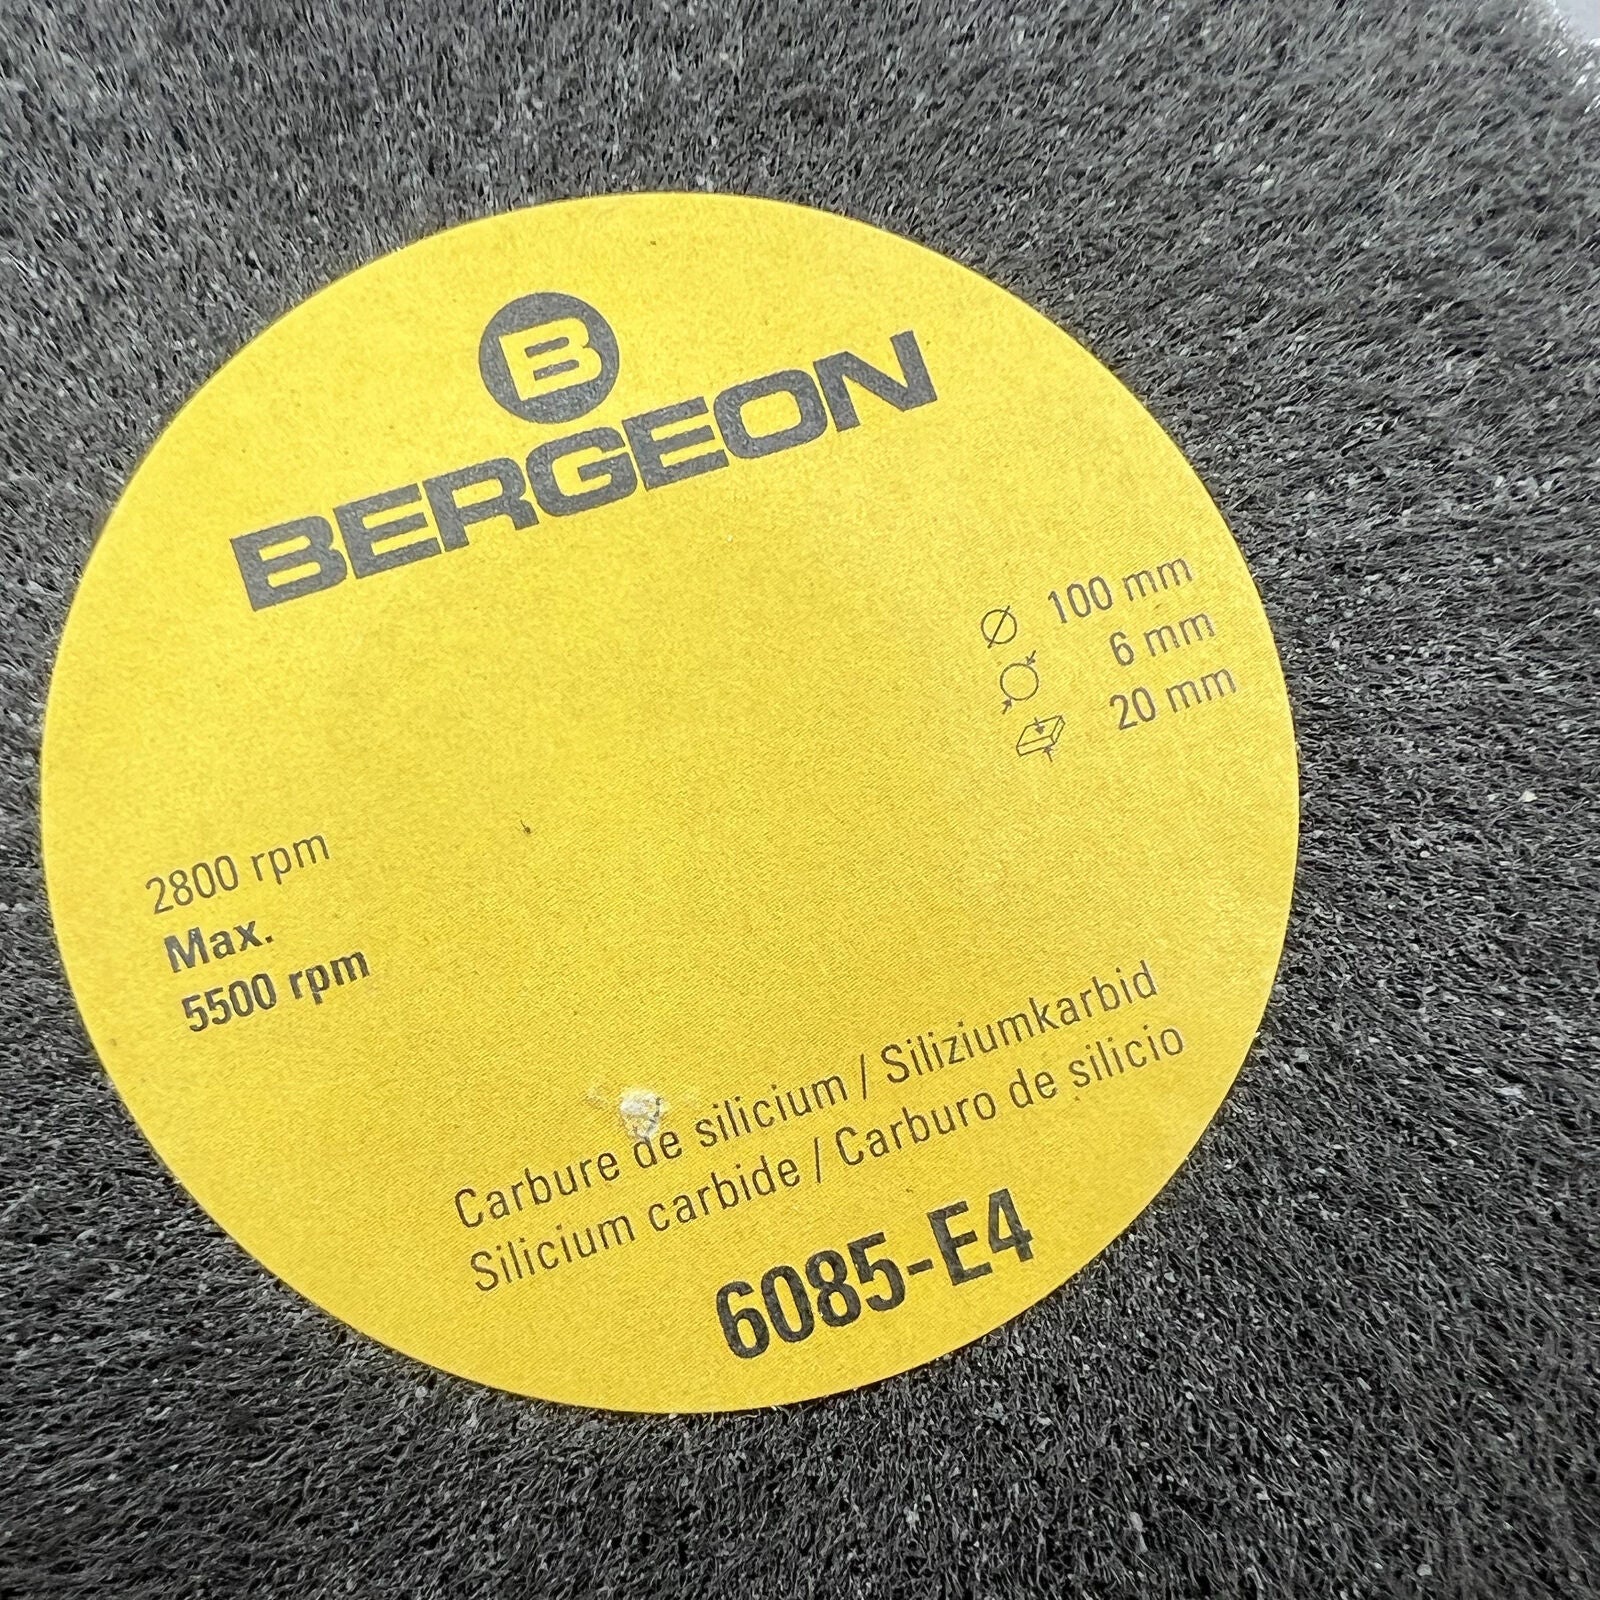 B
BERGEON
100 mm
6 mm
20 mm
2800 rpm
Max.
5500 rpm
Carbure de silicium / Siliziumkarbid
Silicium carbide / Carburo de silicio
6085-E4